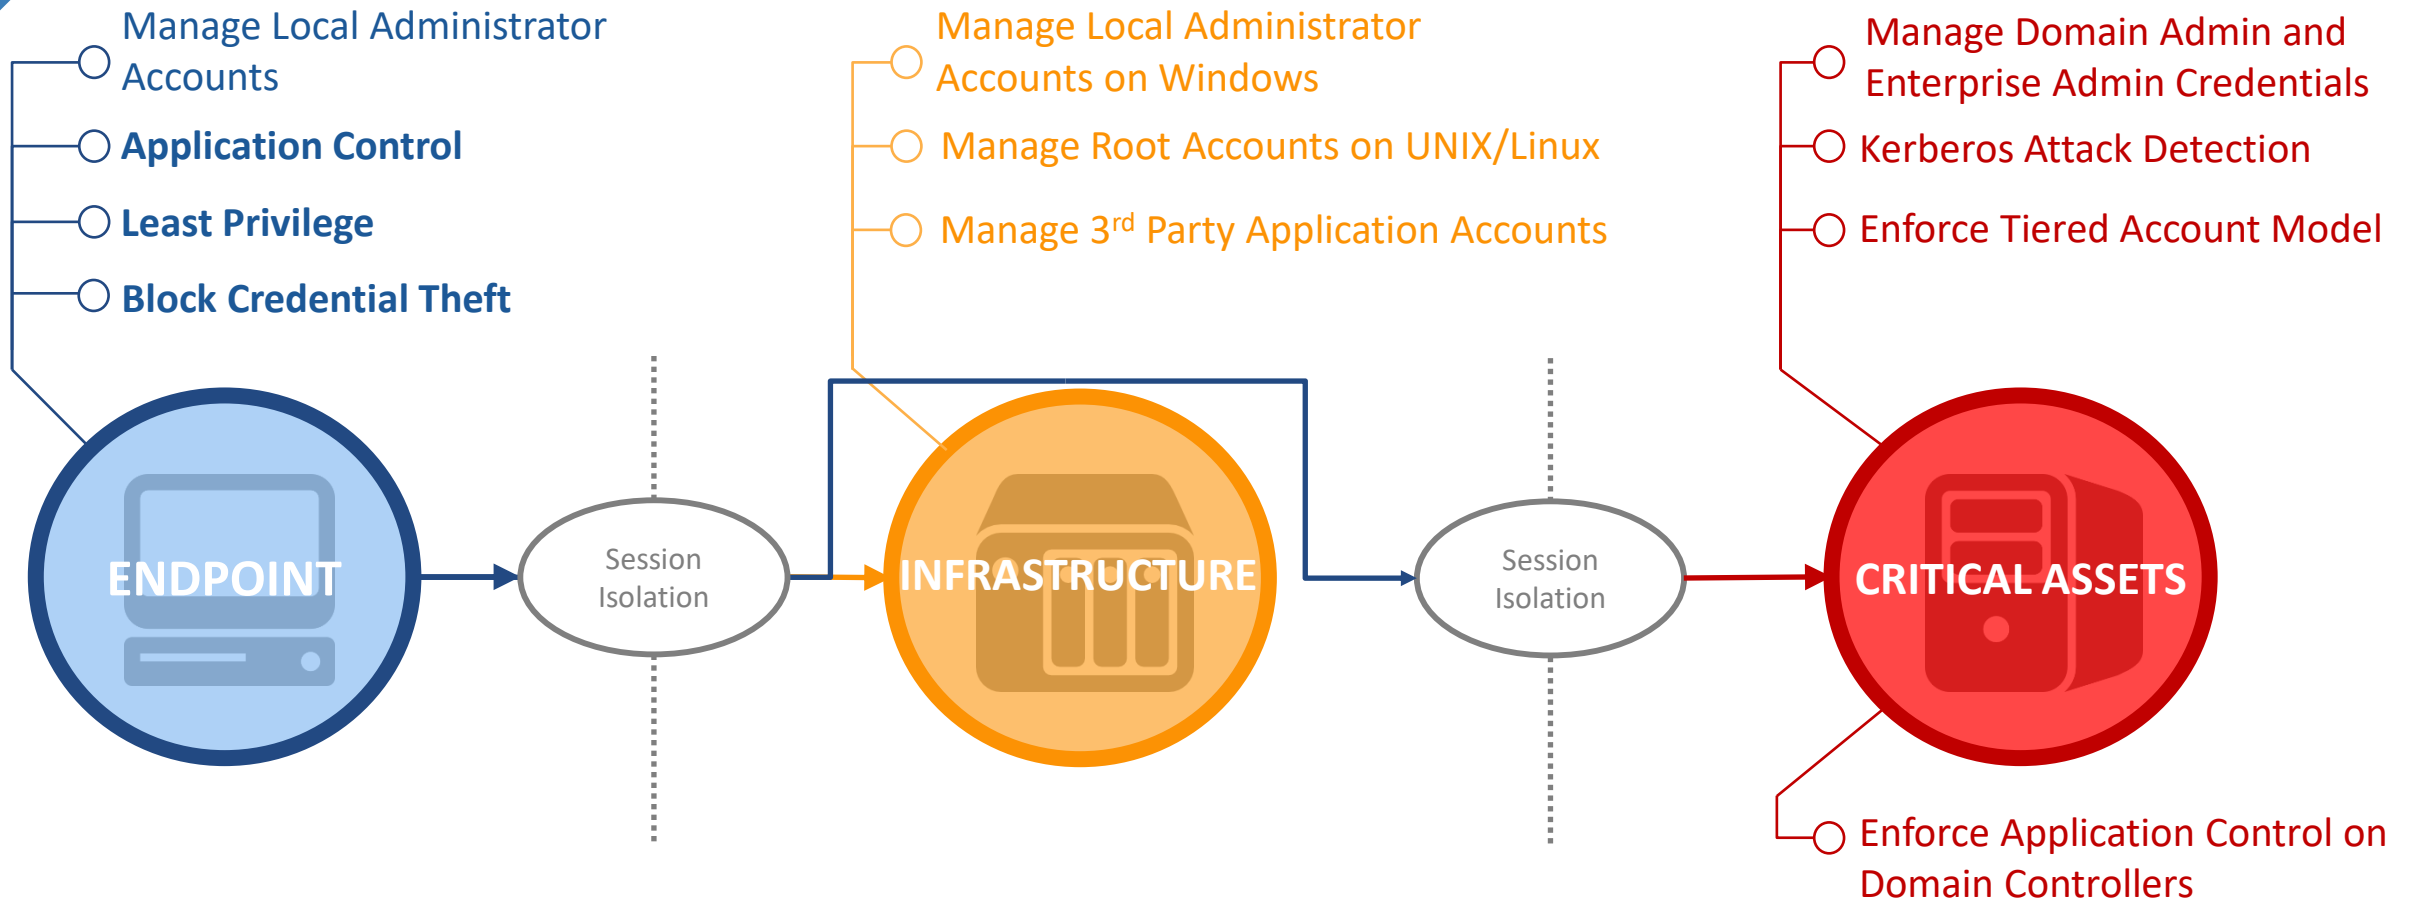 Manage Local Administrator
Accounts
Application Control
Least Privilege
Block Credential Theft
Manage Local Administrator
Accounts on Windows
Manage Root Accounts on UNIX/Linux
Manage 3rd Party Application Accounts
Manage Domain Admin and
Enterprise Admin Credentials
Kerberos Attack Detection
Enforce Tiered Account Model
ENDPOINT
Session
Isolation
INFRASTRUCTURE
Session
Isolation
CRITICAL ASSETS
Enforce Application Control on
Domain Controllers